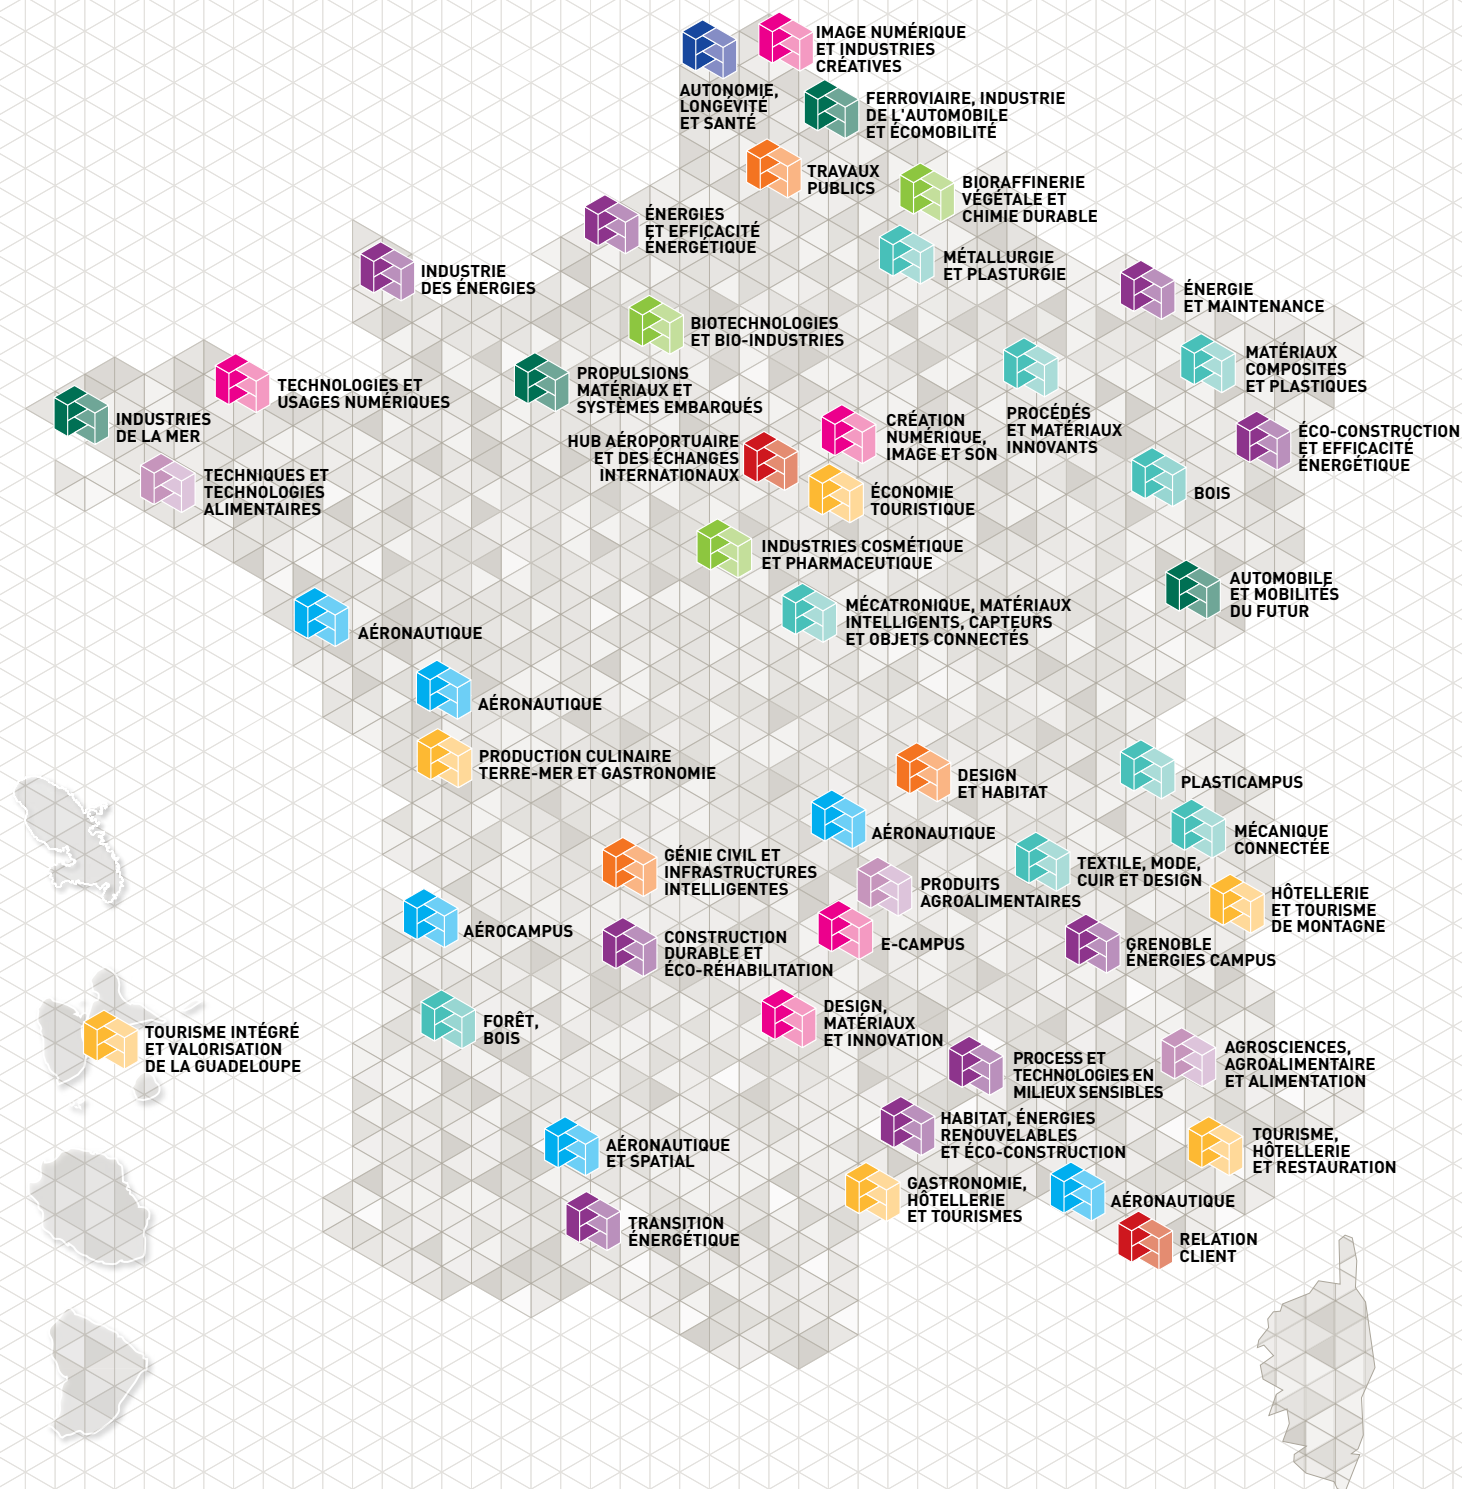 IMAGE NUMÉRIQUE
ET INDUSTRIES
CRÉATIVES
AUTONOMIE,
LONGÉVITÉ
ET SANTÉ
FERROVIAIRE, INDUSTRIE
DE L'AUTOMOBILE
ET ÉCOMOBILITÉ
TRAVAUX
PUBLICS
BIORAFFINERIE
VÉGÉTALE ET
CHIMIE DURABLE
ÉNERGIES
ET EFFICACITÉ
ÉNERGÉTIQUE
MÉTALLURGIE
ET PLASTURGIE
INDUSTRIE
DES ÉNERGIES
ÉNERGIE
ET MAINTENANCE
BIOTECHNOLOGIES
ET BIO-INDUSTRIES
MATÉRIAUX
COMPOSITES
ET PLASTIQUES
PROPULSIONS
MATÉRIAUX ET
SYSTÈMES EMBARQUÉS
TECHNOLOGIES ET
USAGES NUMÉRIQUES
INDUSTRIES
DE LA MER
CRÉATION
NUMÉRIQUE,
IMAGE ET SON
PROCÉDÉS
ET MATÉRIAUX
INNOVANTS
ÉCO-CONSTRUCTION
ET EFFICACITÉ
ÉNERGÉTIQUE
HUB AÉROPORTUAIRE
ET DES ÉCHANGES
INTERNATIONAUX
TECHNIQUES ET
TECHNOLOGIES
ALIMENTAIRES
ÉCONOMIE
TOURISTIQUE
BOIS
INDUSTRIES COSMÉTIQUE
ET PHARMACEUTIQUE
AUTOMOBILE
ET MOBILITÉS
DU FUTUR
MÉCATRONIQUE, MATÉRIAUX
INTELLIGENTS, CAPTEURS
ET OBJETS CONNECTÉS
AÉRONAUTIQUE
AÉRONAUTIQUE
PRODUCTION CULINAIRE
TERRE-MER ET GASTRONOMIE
DESIGN
ET HABITAT
PLASTICAMPUS
AÉRONAUTIQUE
MÉCANIQUE
CONNECTÉE
GÉNIE CIVIL ET
INFRASTRUCTURES
INTELLIGENTES
TEXTILE, MODE,
CUIR ET DESIGN
PRODUITS
AGROALIMENTAIRES
HÔTELLERIE
ET TOURISME
DE MONTAGNE
AÉROCAMPUS
CONSTRUCTION
DURABLE ET
ÉCO-RÉHABILITATION
E-CAMPUS
GRENOBLE
ÉNERGIES CAMPUS
DESIGN,
MATÉRIAUX
ET INNOVATION
FORÊT,
BOIS
TOURISME INTÉGRÉ
ET VALORISATION
DE LA GUADELOUPE
PROCESS ET
TECHNOLOGIES EN
MILIEUX SENSIBLES
AGROSCIENCES,
AGROALIMENTAIRE
ET ALIMENTATION
HABITAT, ÉNERGIES
RENOUVELABLES
ET ÉCO-CONSTRUCTION
AÉRONAUTIQUE
ET SPATIAL
TOURISME,
HÔTELLERIE
ET RESTAURATION
GASTRONOMIE,
HÔTELLERIE
ET TOURISMES
AÉRONAUTIQUE
TRANSITION
ÉNERGÉTIQUE
RELATION
CLIENT